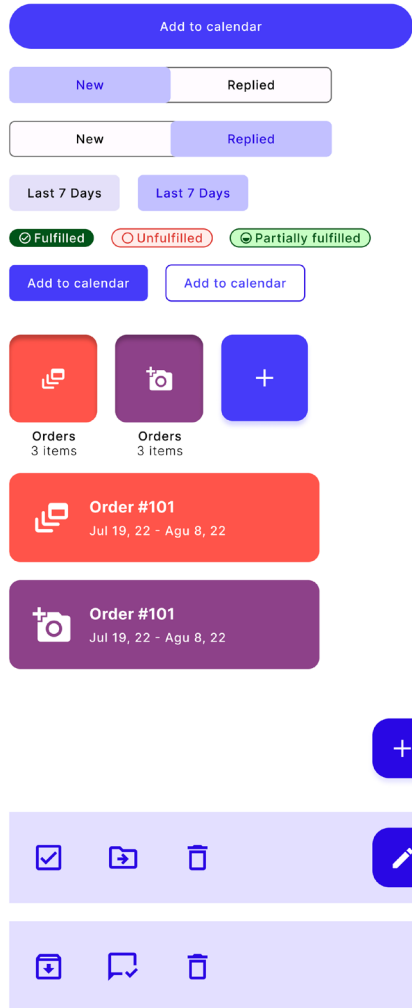 Add to calendar
New Replied
New Replied
Last 7 Days Last 7 Days
Fulfilled Unfulfilled Partially fulfilled
Add to calendar Add to calendar
Orders Orders
3 items 3 items
Order #101
Jul 19, 22 - Agu 8, 22
Order #101
Jul 19, 22 - Agu 8, 22